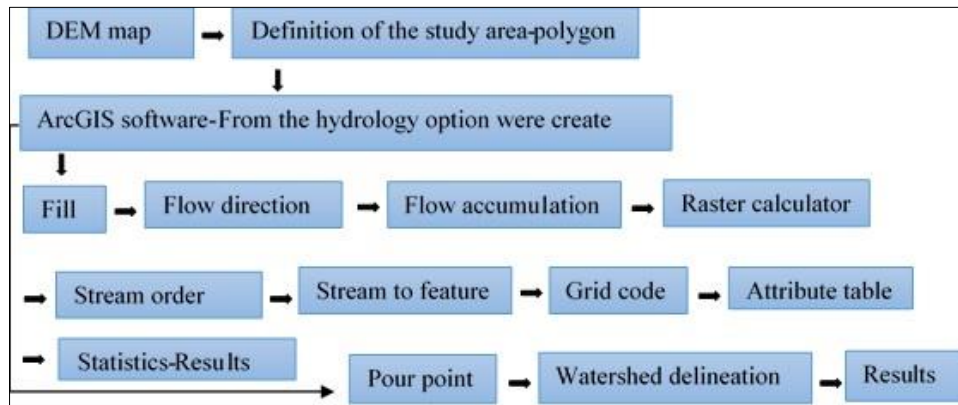 DEM map
Definition of the study area-polygon
ArcGIS software-From the hydrology option were create
Fill
Flow direction
Flow accumulation
Raster calculator
Stream order
Stream to feature
Grid code
Attribute table
Statistics-Results
Pour point
Watershed delineation
Results